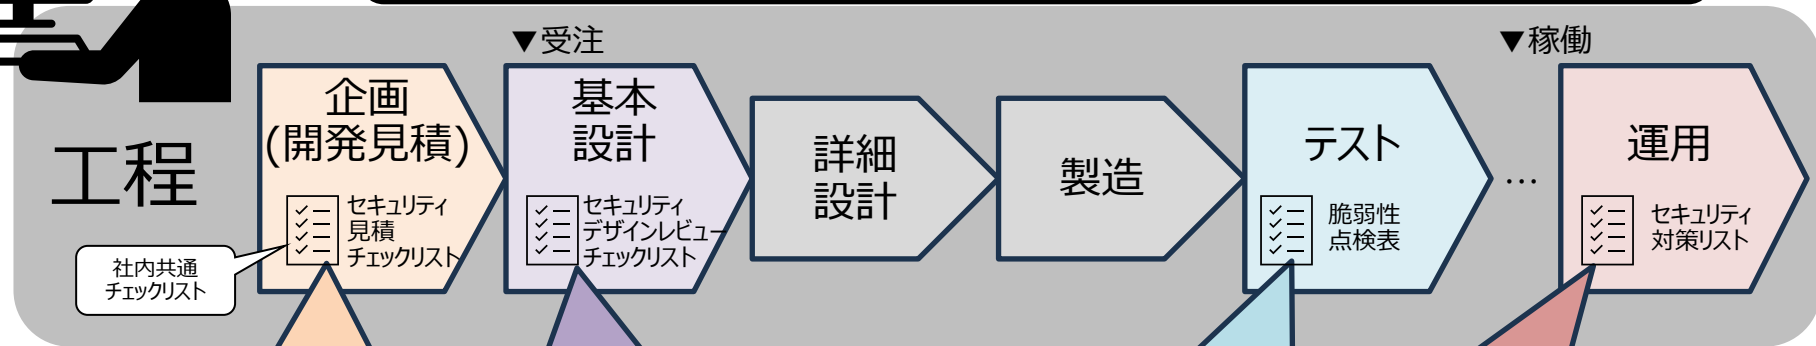 ▼受注
▼稼働
工程
企画
(開発見積)
セキュリティ
見積
チェックリスト
社内共通
チェックリスト
基本
設計
セキュリティ
デザインレビュー
チェックリスト
詳細
設計
製造
テスト
脆弱性
点検表
…
運用
セキュリティ
対策リスト